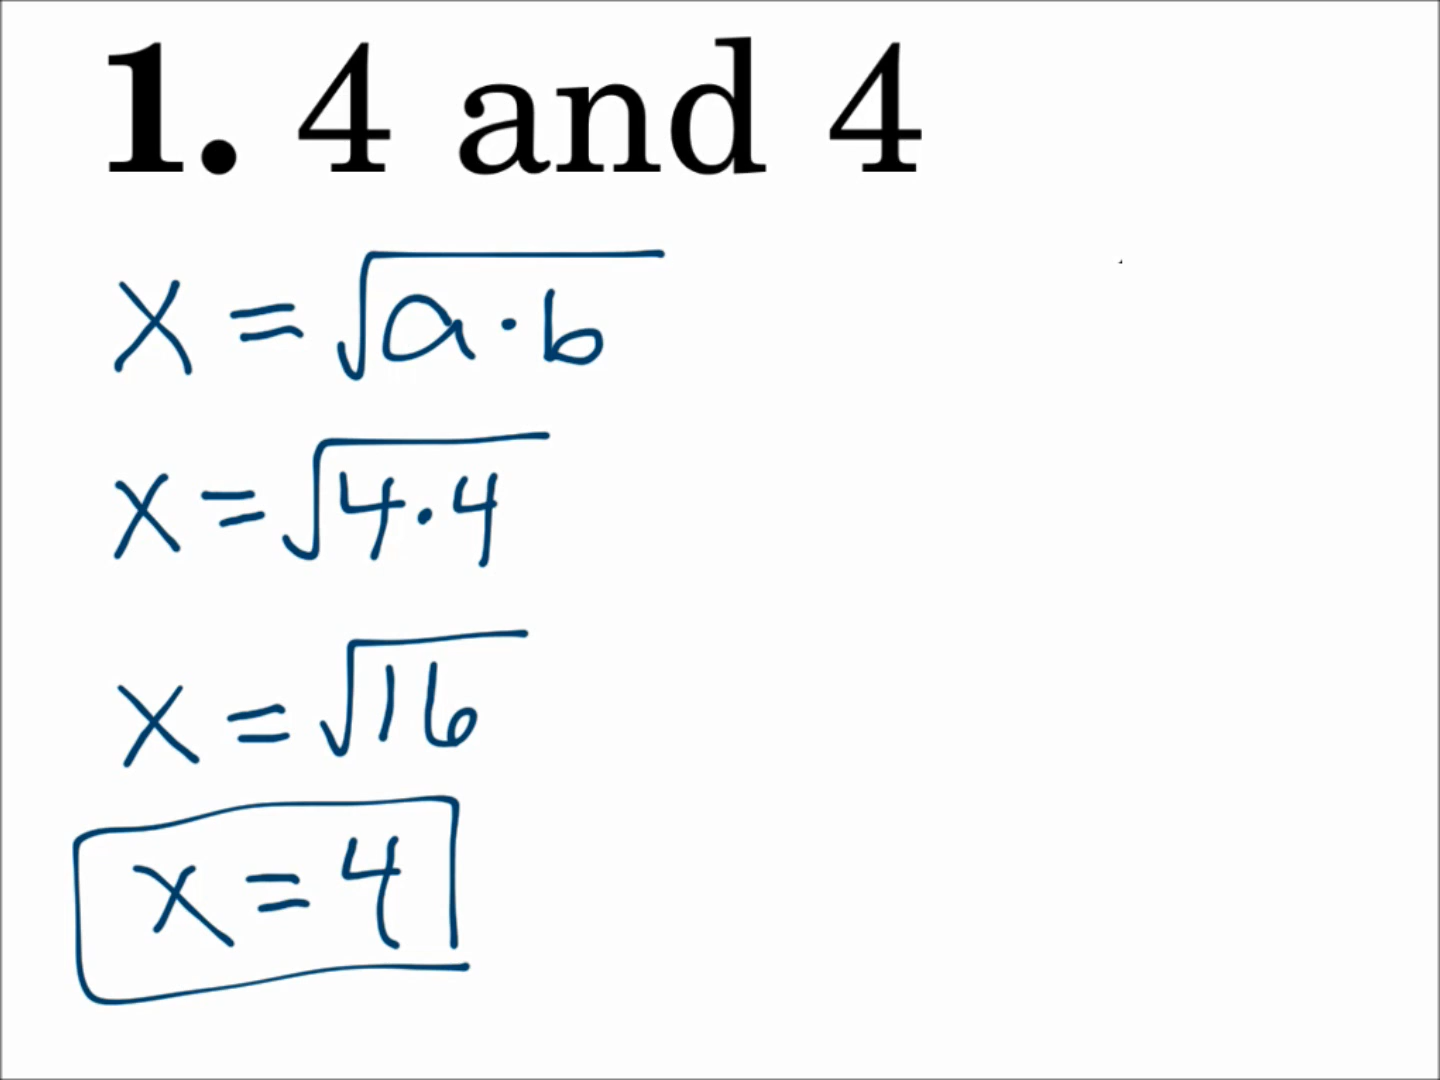 1. 4 and 4
x = √a·b
x = √4·4
x = √16
x = 4